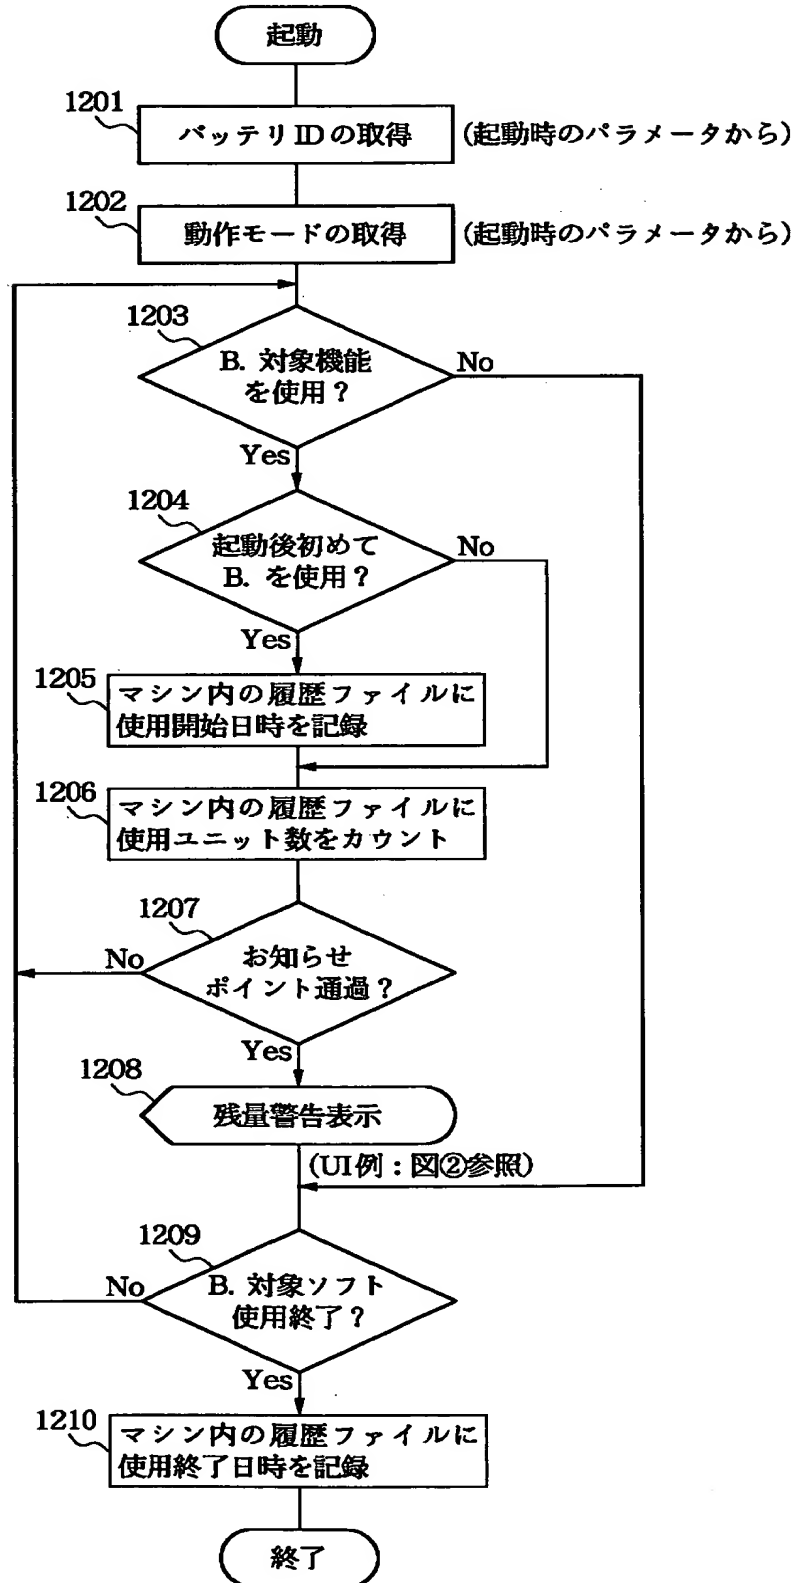 起動
1201
バッテリIDの取得 (起動時のパラメータから)
1202
動作モードの取得 (起動時のパラメータから)
1203
B. 対象機能
を使用？
No
Yes
1204
起動後初めて
B. を使用？
No
Yes
1205
マシン内の履歴ファイルに
使用開始日時を記録
1206
マシン内の履歴ファイルに
使用ユニット数をカウント
1207
お知らせ
ポイント通過？
No
Yes
1208
残量警告表示
(UI例：図②参照)
1209
B. 対象ソフト
使用終了？
No
Yes
1210
マシン内の履歴ファイルに
使用終了日時を記録
終了